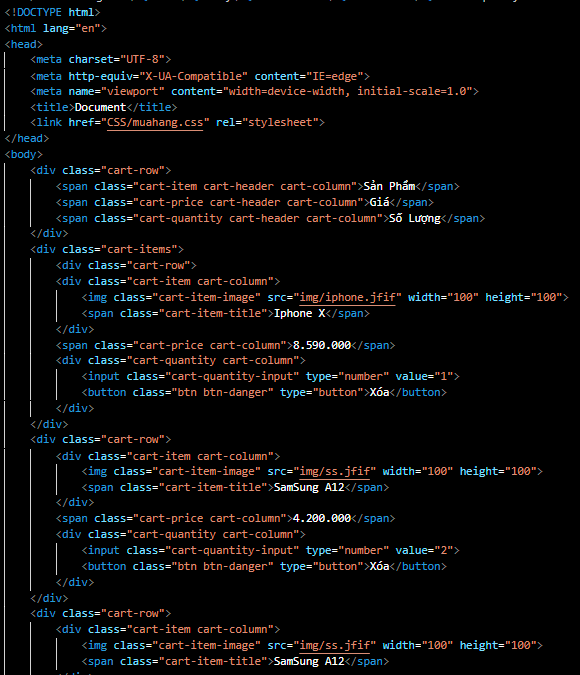 <!DOCTYPE html>
<html lang="en">
<head>
    <meta charset="UTF-8">
    <meta http-equiv="X-UA-Compatible" content="IE=edge">
    <meta name="viewport" content="width=device-width, initial-scale=1.0">
    <title>Document</title>
    <link href="CSS/muahang.css" rel="stylesheet">
</head>
<body>
    <div class="cart-row">
        <span class="cart-item cart-header cart-column">Sản Phẩm</span>
        <span class="cart-price cart-header cart-column">Giá</span>
        <span class="cart-quantity cart-header cart-column">Số Lượng</span>
    </div>
    <div class="cart-items">
        <div class="cart-row">
        <div class="cart-item cart-column">
            <img class="cart-item-image" src="img/iphone.jfif" width="100" height="100">
            <span class="cart-item-title">Iphone X</span>
        </div>
        <span class="cart-price cart-column">8.590.000</span>
        <div class="cart-quantity cart-column">
            <input class="cart-quantity-input" type="number" value="1">
            <button class="btn btn-danger" type="button">Xóa</button>
        </div>
    </div>
    <div class="cart-row">
        <div class="cart-item cart-column">
            <img class="cart-item-image" src="img/ss.jfif" width="100" height="100">
            <span class="cart-item-title">SamSung A12</span>
        </div>
        <span class="cart-price cart-column">4.200.000</span>
        <div class="cart-quantity cart-column">
            <input class="cart-quantity-input" type="number" value="2">
            <button class="btn btn-danger" type="button">Xóa</button>
        </div>
    </div>
    <div class="cart-row">
        <div class="cart-item cart-column">
            <img class="cart-item-image" src="img/ss.jfif" width="100" height="100">
            <span class="cart-item-title">SamSung A12</span>